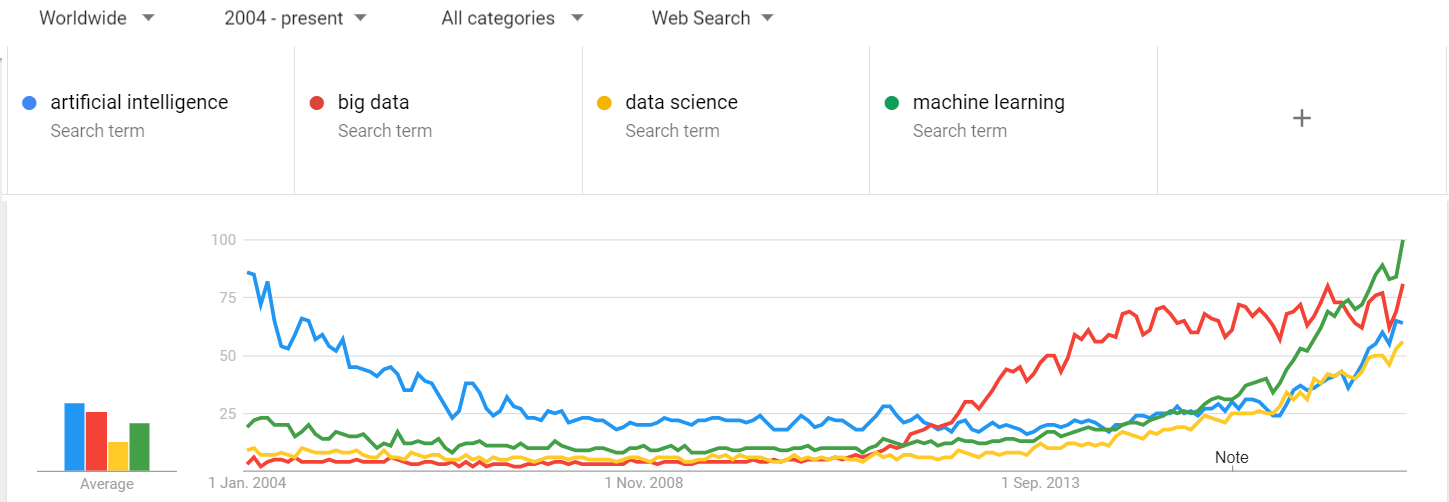 Worldwide 2004 - present All categories Web Search
artificial intelligence big data data science machine learning +
Search term Search term Search term Search term
100
75
50
25
Note
Average 1 Jan. 2004 1 Nov. 2008 1 Sep. 2013